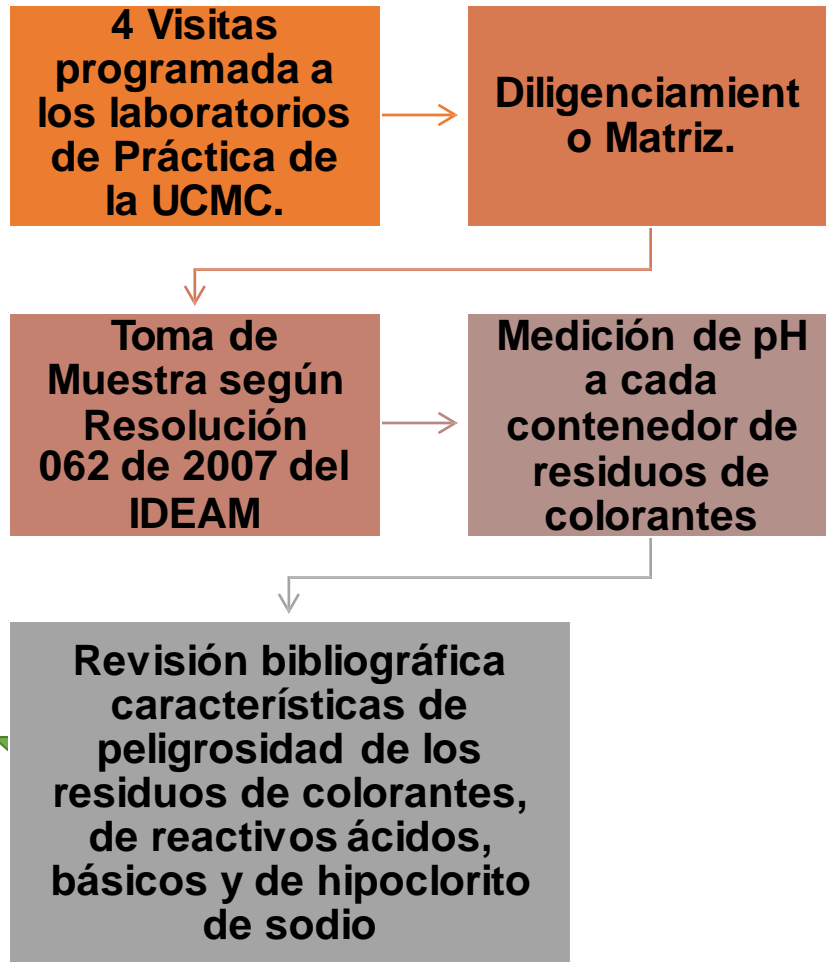 4 Visitas
programada a
los laboratorios
de Práctica de
la UCMC.
Diligenciamient
o Matriz.
Toma de
Muestra según
Resolución
062 de 2007 del
IDEAM
Medición de pH
a cada
contenedor de
residuos de
colorantes
Revisión bibliográfica
características de
peligrosidad de los
residuos de colorantes,
de reactivos ácidos,
básicos y de hipoclorito
de sodio